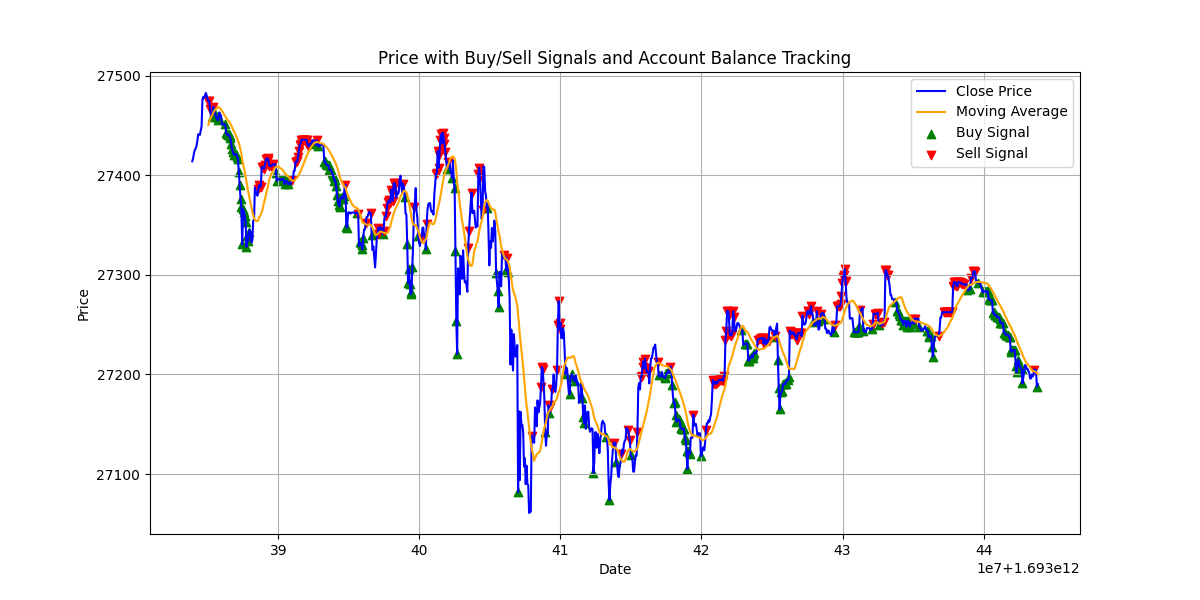 Price with Buy/Sell Signals and Account Balance Tracking
27500
27400
27300
27200
27100
Price
Close Price
Moving Average
Buy Signal
Sell Signal
39 40 41 42 43 44
Date
1e7+1.693e12